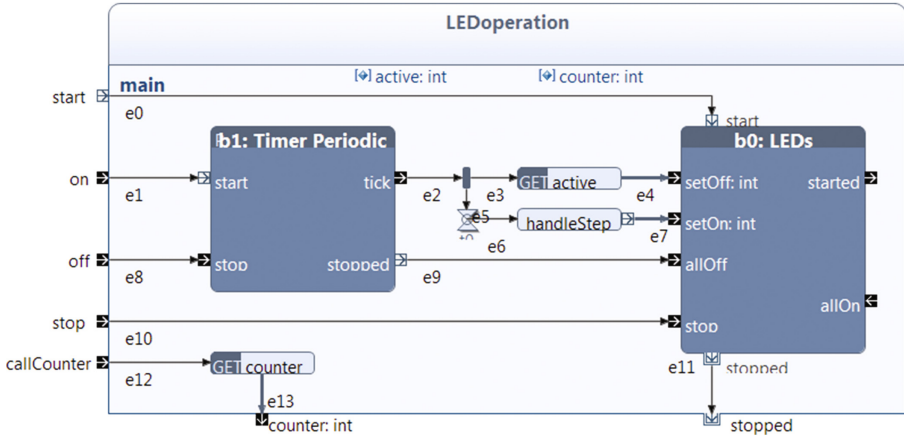 LEDoperation
active: int counter: int
main
start
e0
start
b1: Timer Periodic
b0: LEDs
on
e1
start
tick
e2
e3
GET active
e4
setOff: int
started
e5
t0
e6
handleStep
e7
setOn: int
off
e8
stop
stopped
e9
allOff
allOn
stop
e10
stop
callCounter
e12
GET counter
e11
stopped
e13
counter: int
stopped